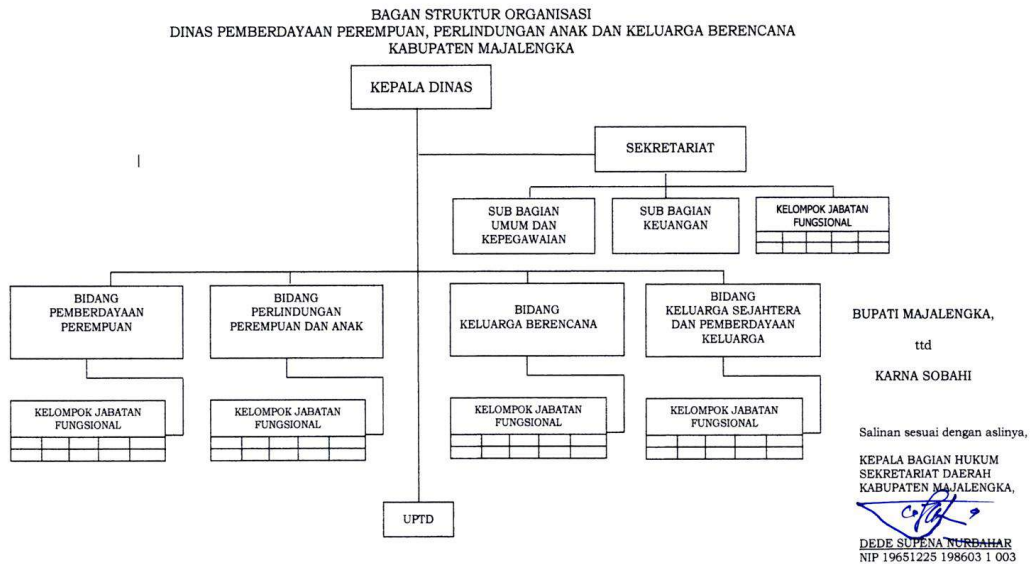 BAGAN STRUKTUR ORGANISASI
DINAS PEMBERDAYAAN PEREMPUAN, PERLINDUNGAN ANAK DAN KELUARGA BERENCANA
KABUPATEN MAJALENGKA
KEPALA DINAS
SEKRETARIAT
SUB BAGIAN
UMUM DAN
KEPEGAWAIAN
SUB BAGIAN
KEUANGAN
KELOMPOK JABATAN
FUNGSIONAL
BIDANG
PEMBERDAYAAN
PEREMPUAN
BIDANG
PERLINDUNGAN
PEREMPUAN DAN ANAK
BIDANG
KELUARGA BERENCANA
BIDANG
KELUARGA SEJAHTERA
DAN PEMBERDAYAAN
KELUARGA
KELOMPOK JABATAN
FUNGSIONAL
KELOMPOK JABATAN
FUNGSIONAL
KELOMPOK JABATAN
FUNGSIONAL
KELOMPOK JABATAN
FUNGSIONAL
UPTD
BUPATI MAJALENGKA,
ttd
KARNA SOBAHI
Salinan sesuai dengan aslinya,
KEPALA BAGIAN HUKUM
SEKRETARIAT DAERAH
KABUPATEN MAJALENGKA,
DEDE SUPENA NURBAHAR
NIP 19651225 198603 1 003